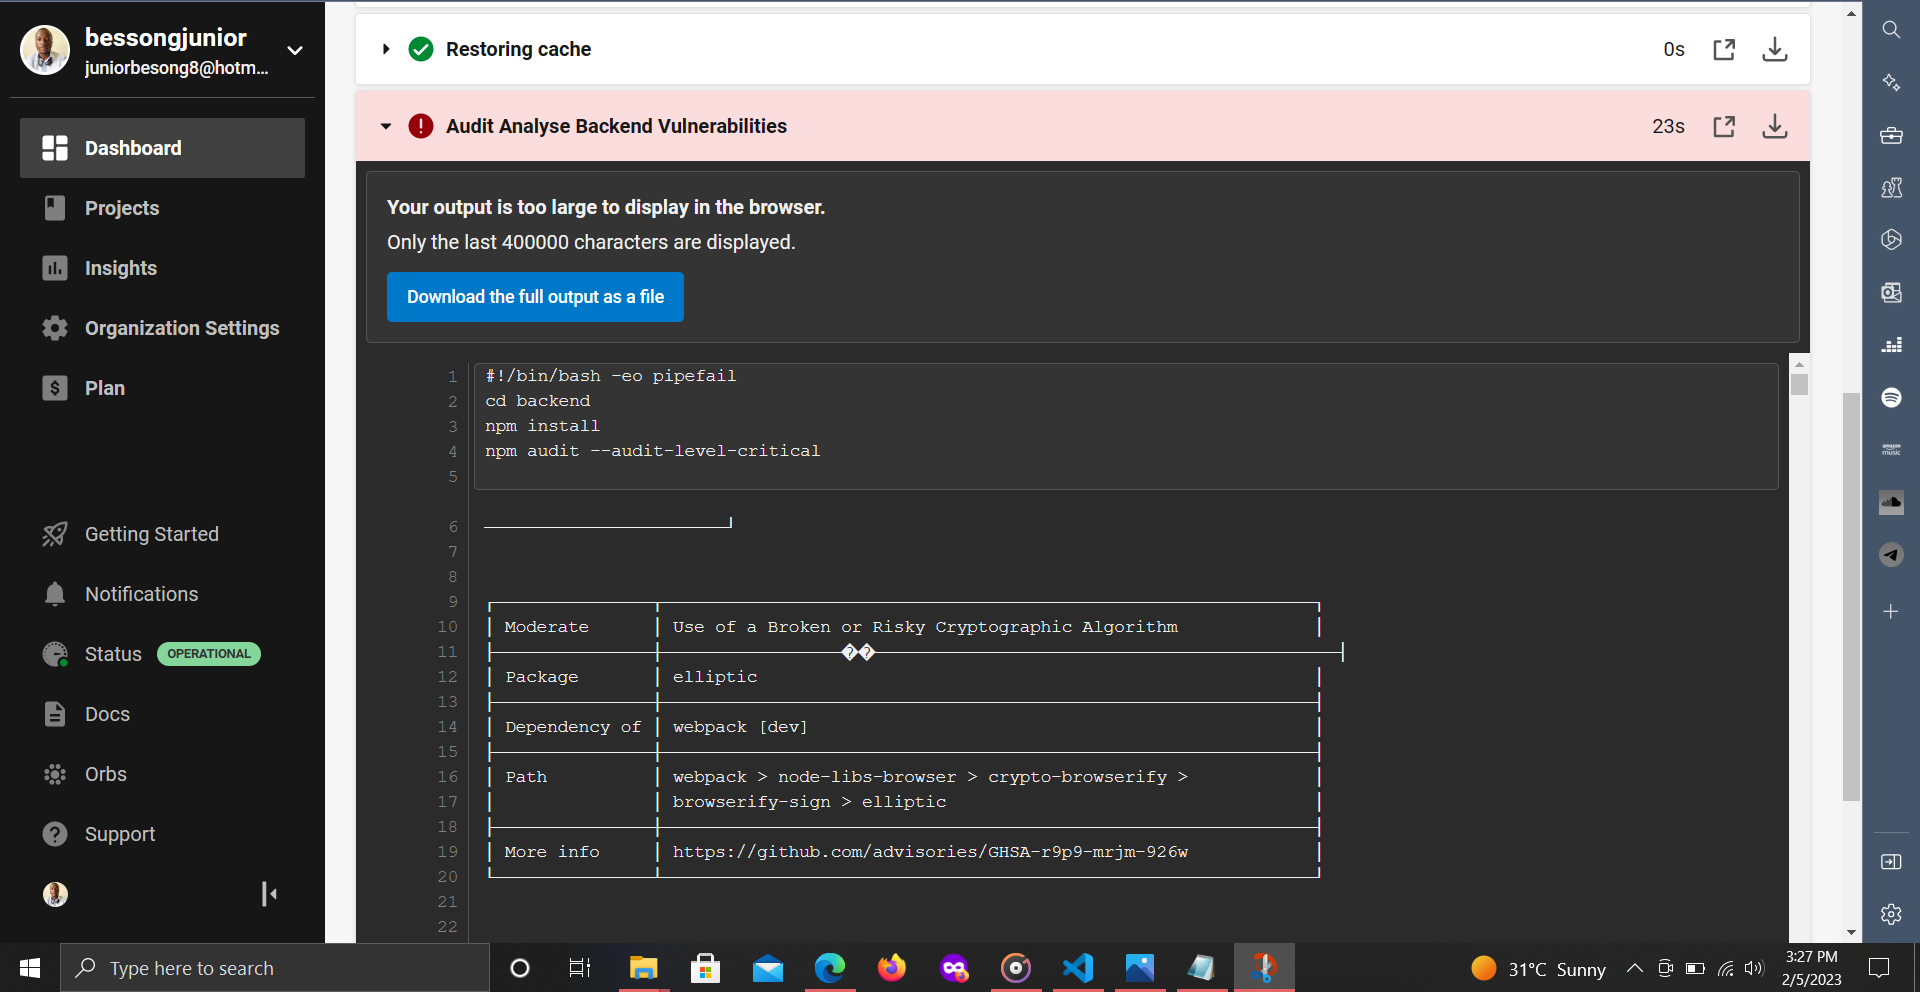 bessongjunior
juniorbesong8@hotm...
Dashboard
Projects
Insights
Organization Settings
Plan
Getting Started
Notifications
Status OPERATIONAL
Docs
Orbs
Support
Restoring cache 0s
Audit Analyse Backend Vulnerabilities 23s
Your output is too large to display in the browser.
Only the last 400000 characters are displayed.
Download the full output as a file
1 #!/bin/bash -eo pipefail
2 cd backend
3 npm install
4 npm audit --audit-level-critical
5
6
7
8
9
10 Moderate Use of a Broken or Risky Cryptographic Algorithm
11 ��
12 Package elliptic
13
14 Dependency of webpack [dev]
15
16 Path webpack > node-libs-browser > crypto-browserify >
17 browserify-sign > elliptic
18
19 More info https://github.com/advisories/GHSA-r9p9-mrjm-926w
20
21
22
amazon
music
Type here to search
31°C Sunny
3:27 PM
2/5/2023